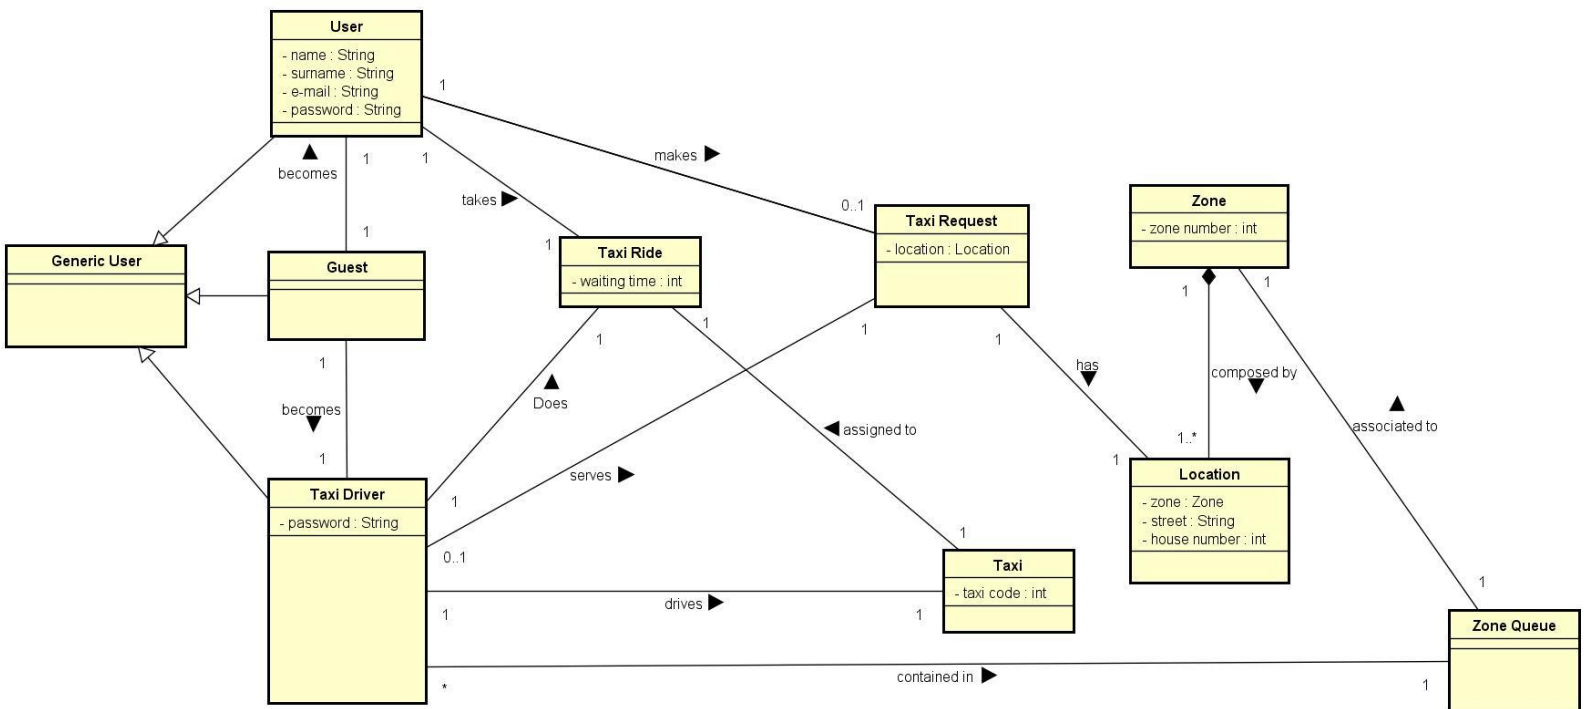 User
- name : String
- surname : String
- e-mail : String
- password : String
1
1
1
becomes
makes
takes
0..1
1
1
Generic User
Guest
Taxi Ride
- waiting time : int
Taxi Request
- location : Location
Zone
- zone number : int
1
1
1
1
1
1
1
becomes
Does
has
composed by
assigned to
associated to
1..*
1
1
serves
Taxi Driver
- password : String
1
0..1
1
Location
- zone : Zone
- street : String
- house number : int
Taxi
- taxi code : int
1
drives
1
1
Zone Queue
contained in
*
1